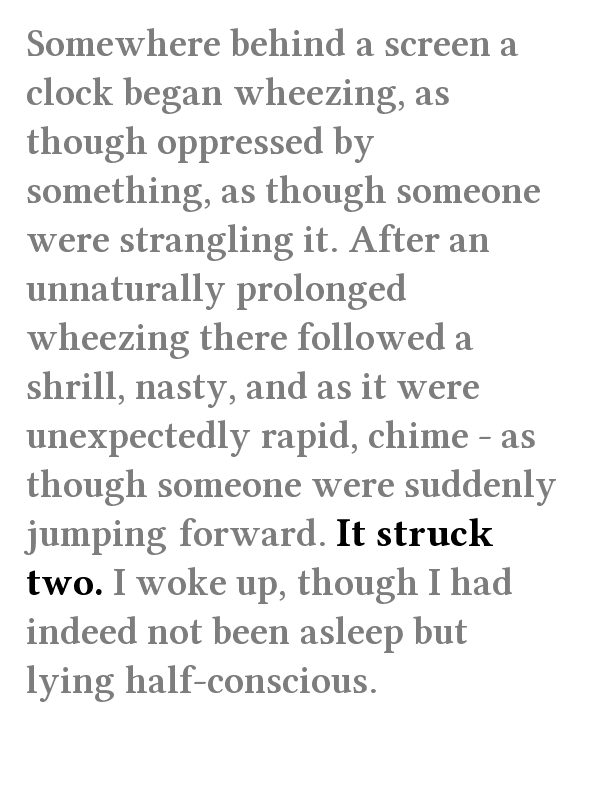 Somewhere behind a screen a
clock began wheezing, as
though oppressed by
something, as though someone
were strangling it. After an
unnaturally prolonged
wheezing there followed a
shrill, nasty, and as it were
unexpectedly rapid, chime - as
though someone were suddenly
jumping forward. It struck
two. I woke up, though I had
indeed not been asleep but
lying half-conscious.